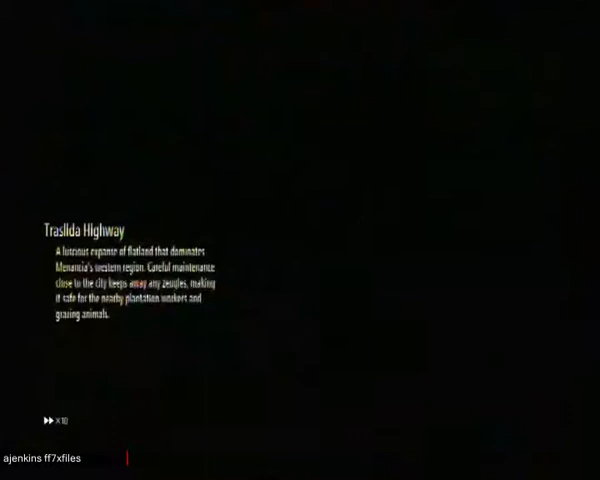 Traslida Highway
A luscious expanse of flatland that dominates
Menancia's western region. Careful maintenance
close to the city keeps away any zeugles, making
it safe for the nearby plantation workers and
grazing animals.
×10
ajenkins ff7xfiles